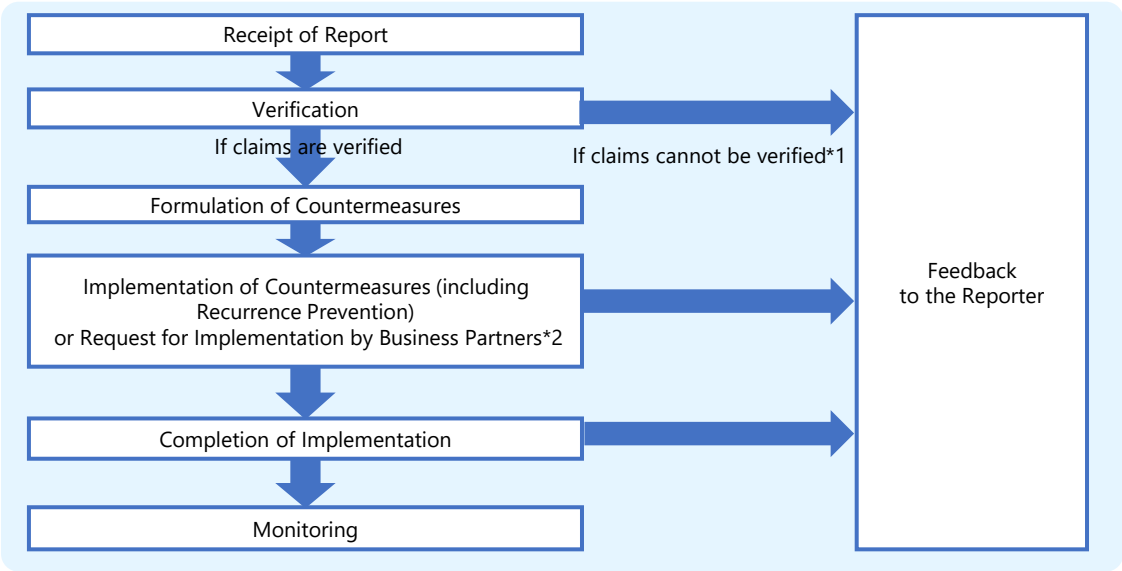 Receipt of Report
Verification
If claims are verified
If claims cannot be verified*1
Formulation of Countermeasures
Implementation of Countermeasures (including
Recurrence Prevention)
or Request for Implementation by Business Partners*2
Completion of Implementation
Monitoring
Feedback
to the Reporter